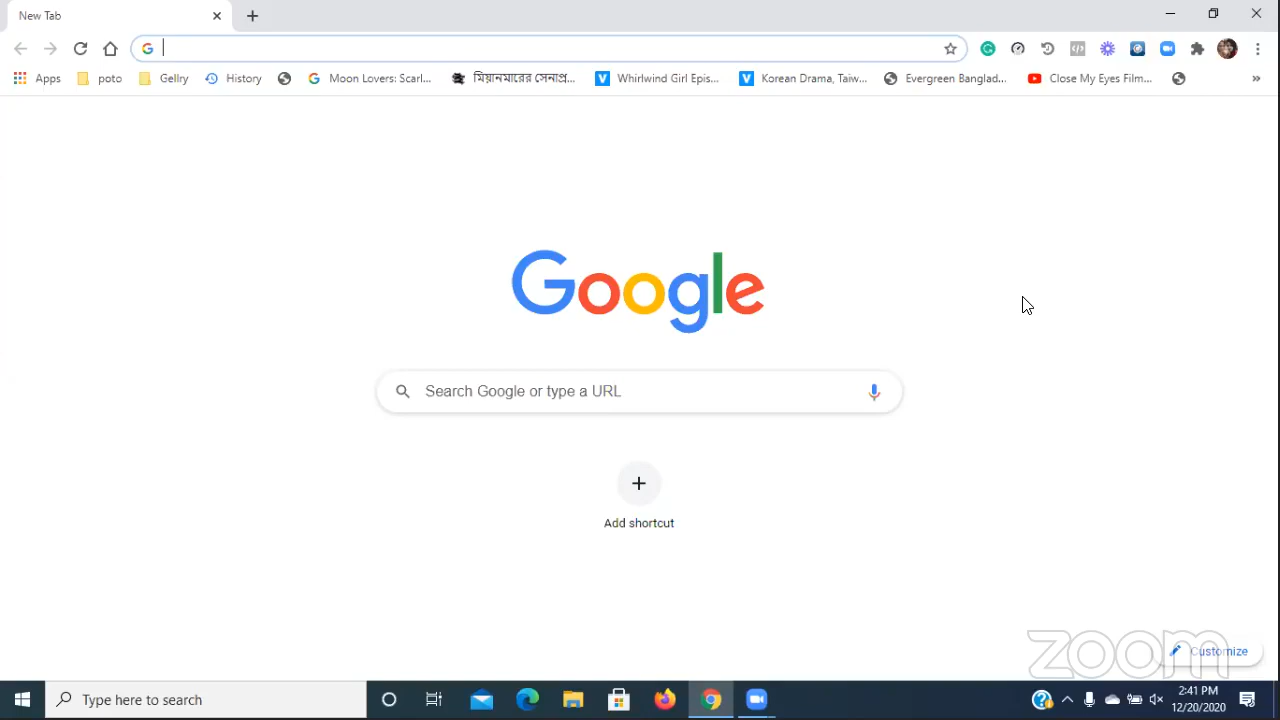 New Tab
Apps poto Gellry History Moon Lovers: Scarl... মিয়ানমারের সেনাপ্র... Whirlwind Girl Epis... Korean Drama, Taiw... Evergreen Banglad... Close My Eyes Film...
Google
Search Google or type a URL
Add shortcut
zoom
Customize
Type here to search
2:41 PM
12/20/2020